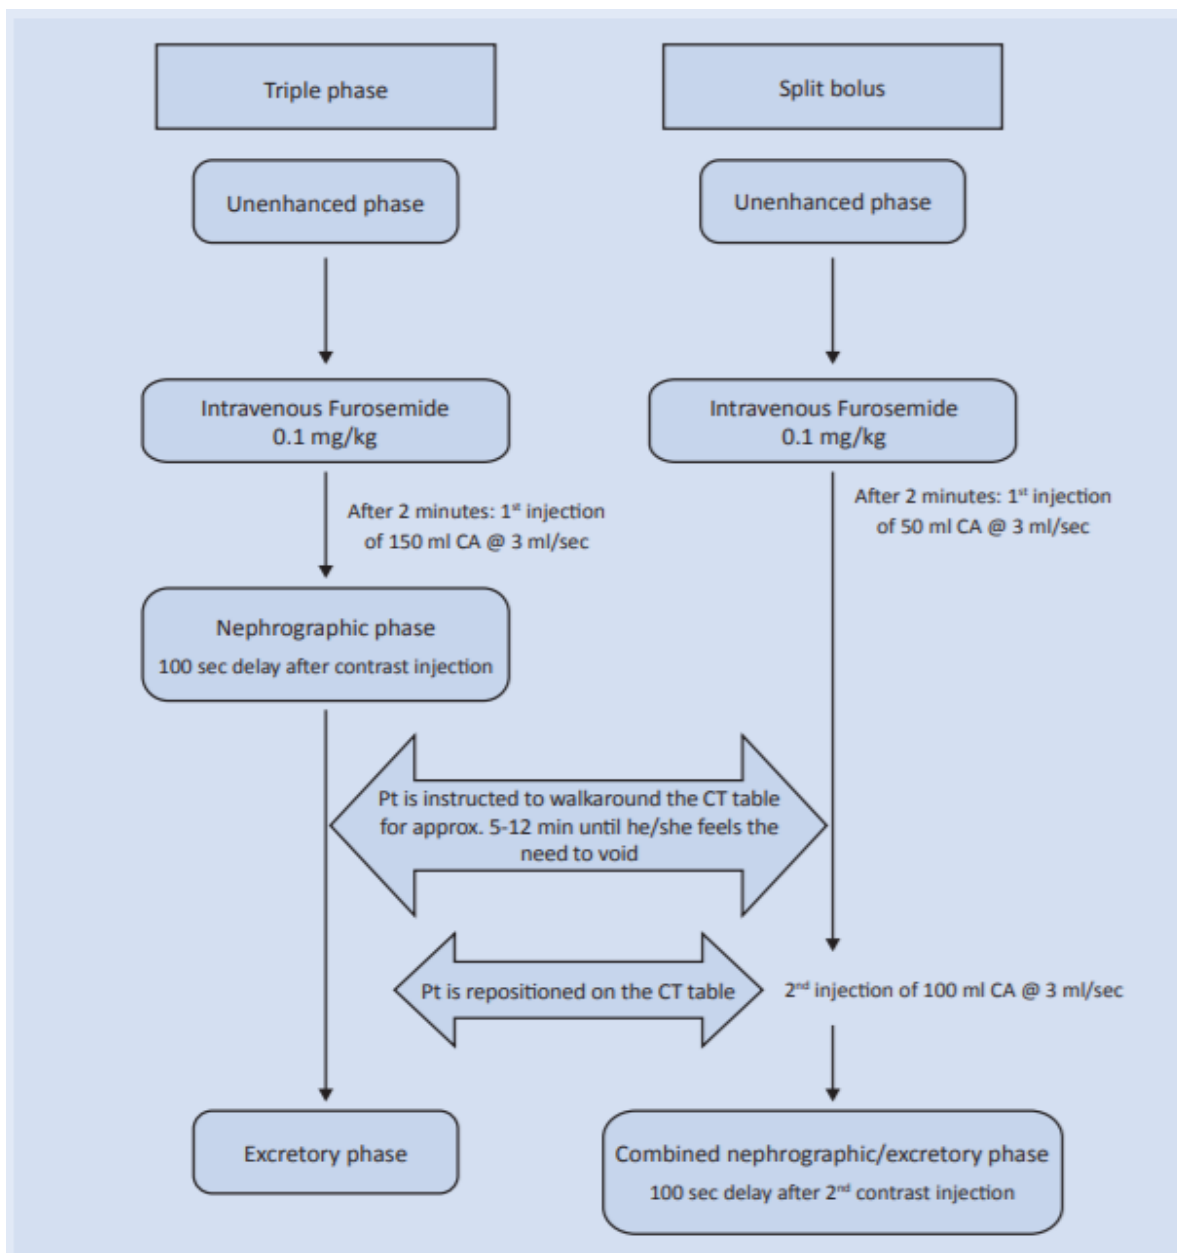 Triple phase
Split bolus
Unenhanced phase
Unenhanced phase
Intravenous Furosemide
0.1 mg/kg
Intravenous Furosemide
0.1 mg/kg
After 2 minutes: 1st injection
of 150 ml CA @ 3 ml/sec
After 2 minutes: 1st injection
of 50 ml CA @ 3 ml/sec
Nephrographic phase
100 sec delay after contrast injection
Pt is instructed to walkaround the CT table
for approx. 5-12 min until he/she feels the
need to void
Pt is repositioned on the CT table
2nd injection of 100 ml CA @ 3 ml/sec
Excretory phase
Combined nephrographic/excretory phase
100 sec delay after 2nd contrast injection